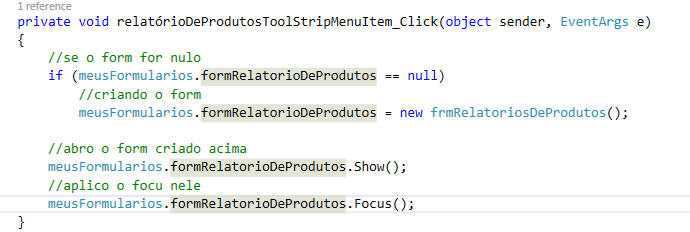 1 reference
private void relatórioDeProdutosToolStripMenuItem_Click(object sender, EventArgs e)
{
//se o form for nulo
if (meusFormularios.formRelatorioDeProdutos == null)
//criando o form
meusFormularios.formRelatorioDeProdutos = new frmRelatoriosDeProdutos();
//abro o form criado acima
meusFormularios.formRelatorioDeProdutos.Show();
//aplico o focu nele
meusFormularios.formRelatorioDeProdutos.Focus();
}